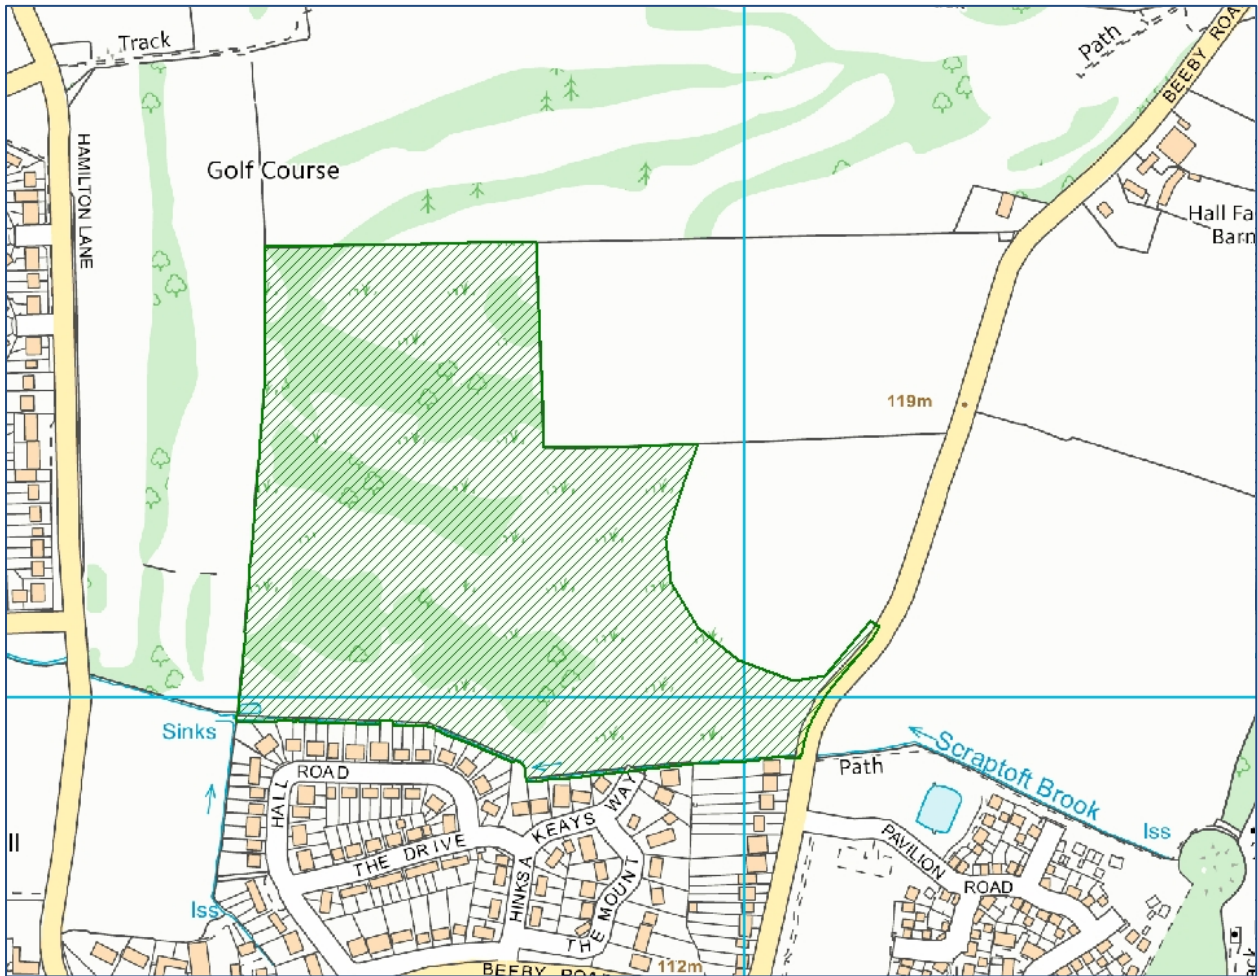 Track
Path
BEEBY ROA
HAMILTON LANE
Golf Course
Hall Fa
Barn
119m
Sinks
Scraptoft Brook
Path
Iss
HALL ROAD
THE DRIVE
HINKS A KEAYS WAY
THE MOUNT
PAVILION ROAD
ll
Iss
BEEBY ROAD
112m